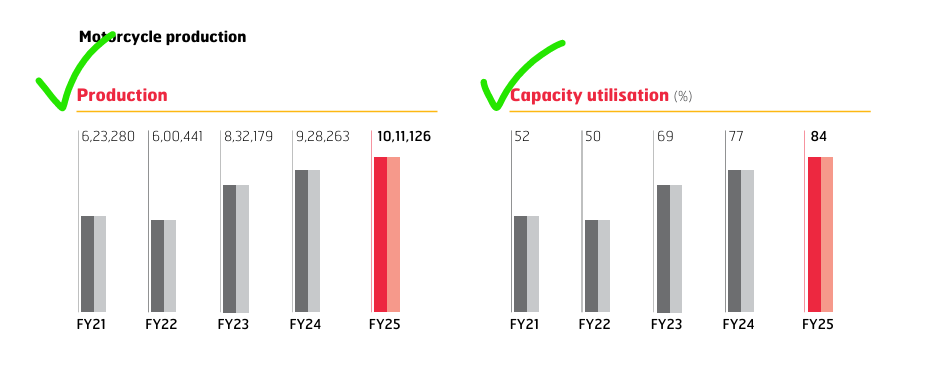 Motorcycle production
Production
6,23,280 6,00,441 8,32,179 9,28,263 10,11,126
FY21 FY22 FY23 FY24 FY25
Capacity utilisation (%)
52 50 69 77 84
FY21 FY22 FY23 FY24 FY25